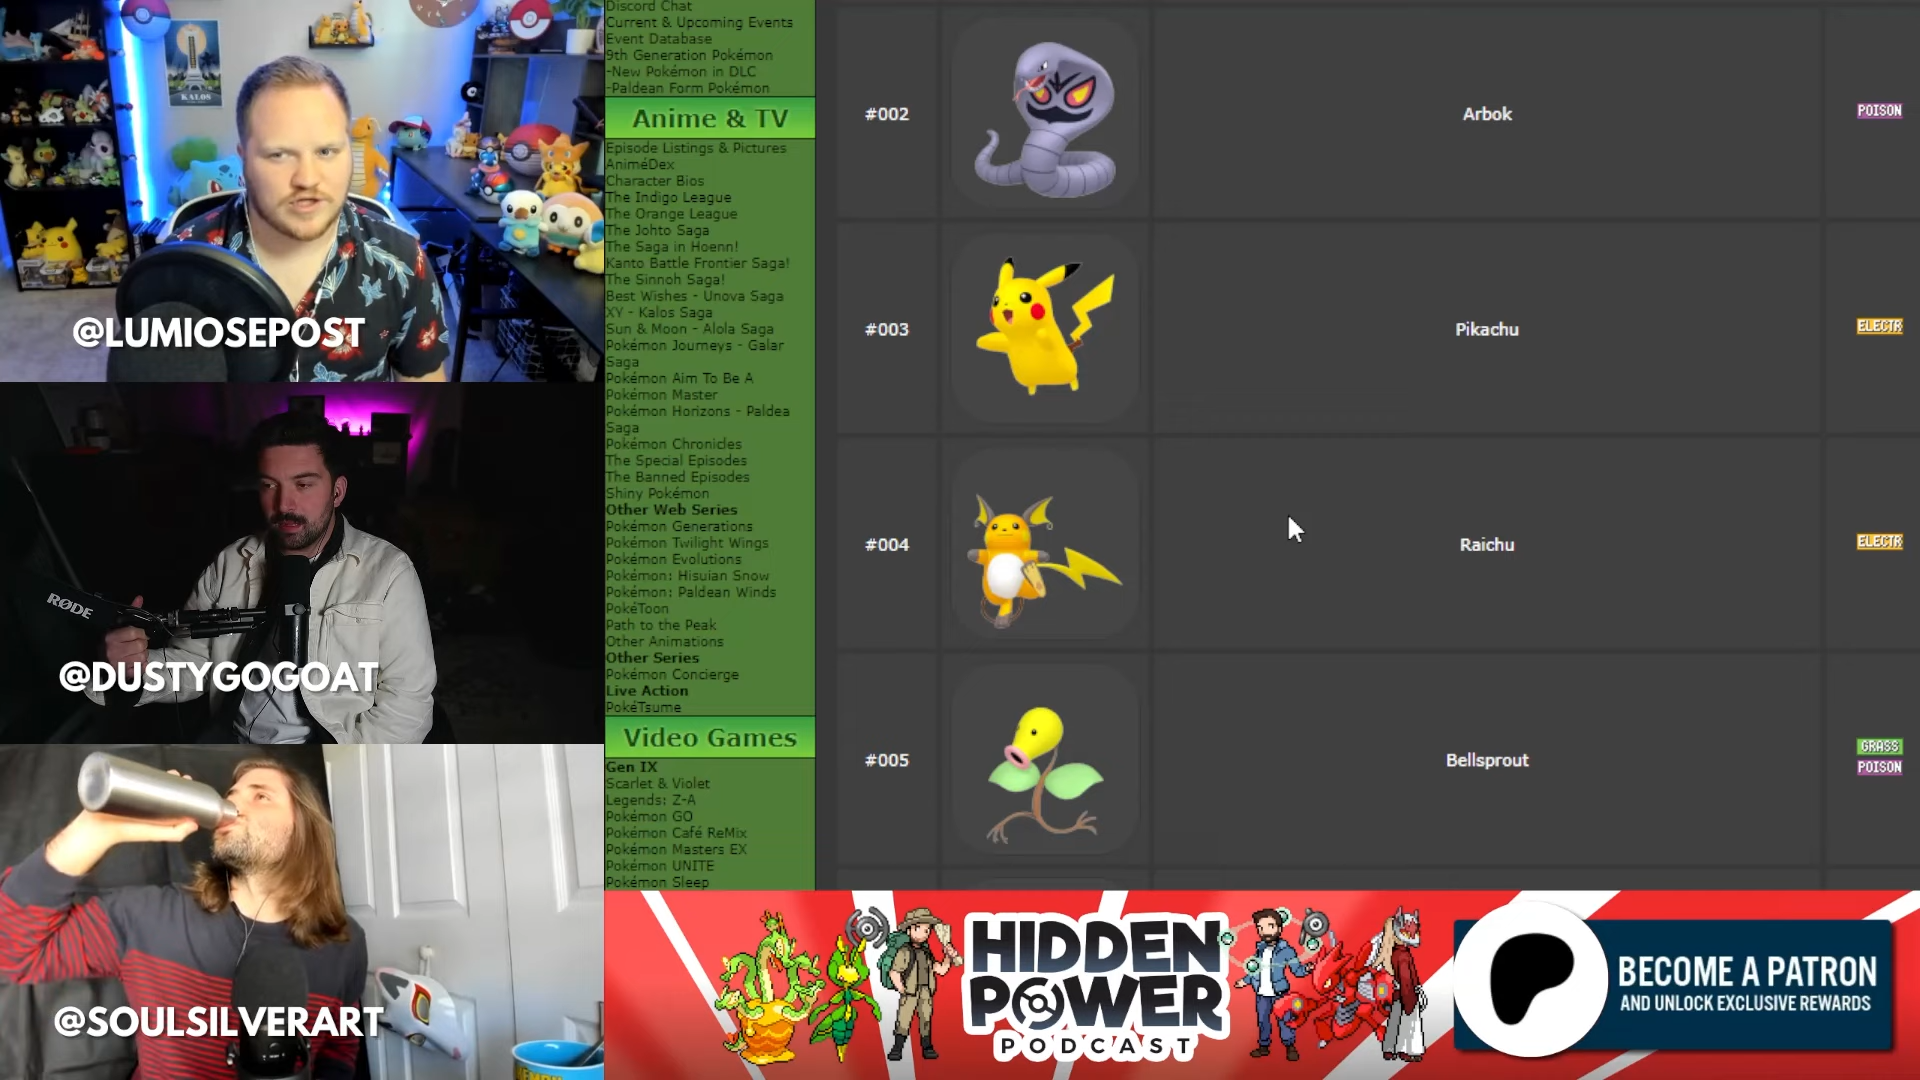 KALOS
@LUMIOSEPOST
RØDE
@DUSTYGOGOAT
@SOULSILVERART
Discord Chat
Current & Upcoming Events
Event Database
9th Generation Pokémon
-New Pokémon in DLC
-Paldean Form Pokémon
Anime & TV
Episode Listings & Pictures
AniméDex
Character Bios
The Indigo League
The Orange League
The Johto Saga
The Saga in Hoenn!
Kanto Battle Frontier Saga!
The Sinnoh Saga!
Best Wishes - Unova Saga
XY - Kalos Saga
Sun & Moon - Alola Saga
Pokémon Journeys - Galar
Saga
Pokémon Aim To Be A
Pokémon Master
Pokémon Horizons - Paldea
Saga
Pokémon Chronicles
The Special Episodes
The Banned Episodes
Shiny Pokémon
Other Web Series
Pokémon Generations
Pokémon Twilight Wings
Pokémon Evolutions
Pokémon: Hisuian Snow
Pokémon: Paldean Winds
PokéToon
Path to the Peak
Other Animations
Other Series
Pokémon Concierge
Live Action
PokéTsume
Video Games
Gen IX
Scarlet & Violet
Legends: Z-A
Pokémon GO
Pokémon Café ReMix
Pokémon Masters EX
Pokémon UNITE
Pokémon Sleep
#002 Arbok POISON
#003 Pikachu ELECTR
#004 Raichu ELECTR
#005 Bellsprout GRASS
POISON
HIDDEN
POWER
PODCAST
BECOME A PATRON
AND UNLOCK EXCLUSIVE REWARDS